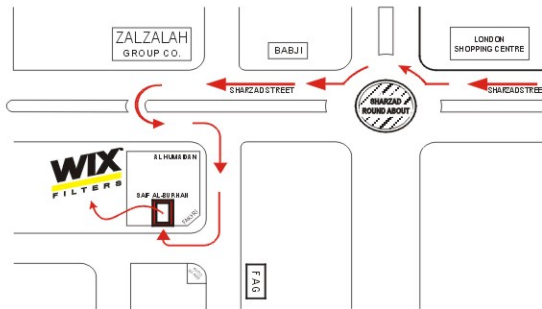 ZALZALAH
GROUP CO.
BABJI
LONDON
SHOPPING CENTRE
SHARZAD STREET
SHARZAD STREET
SHARZAD
ROUND ABOUT
WIX
FILTERS
AL HUMAIDAN
SAIF AL-BURHAN
FAG